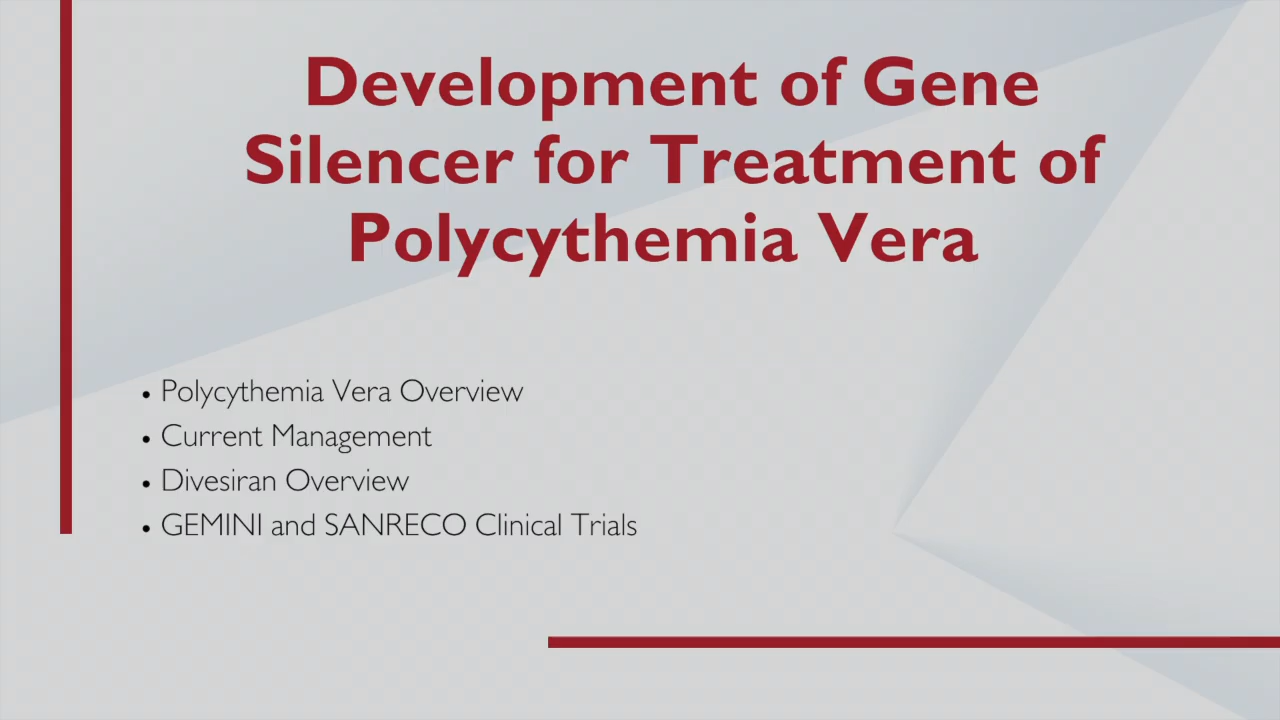 Development of Gene
Silencer for Treatment of
Polycythemia Vera
• Polycythemia Vera Overview
• Current Management
• Divesiran Overview
• GEMINI and SANRECO Clinical Trials